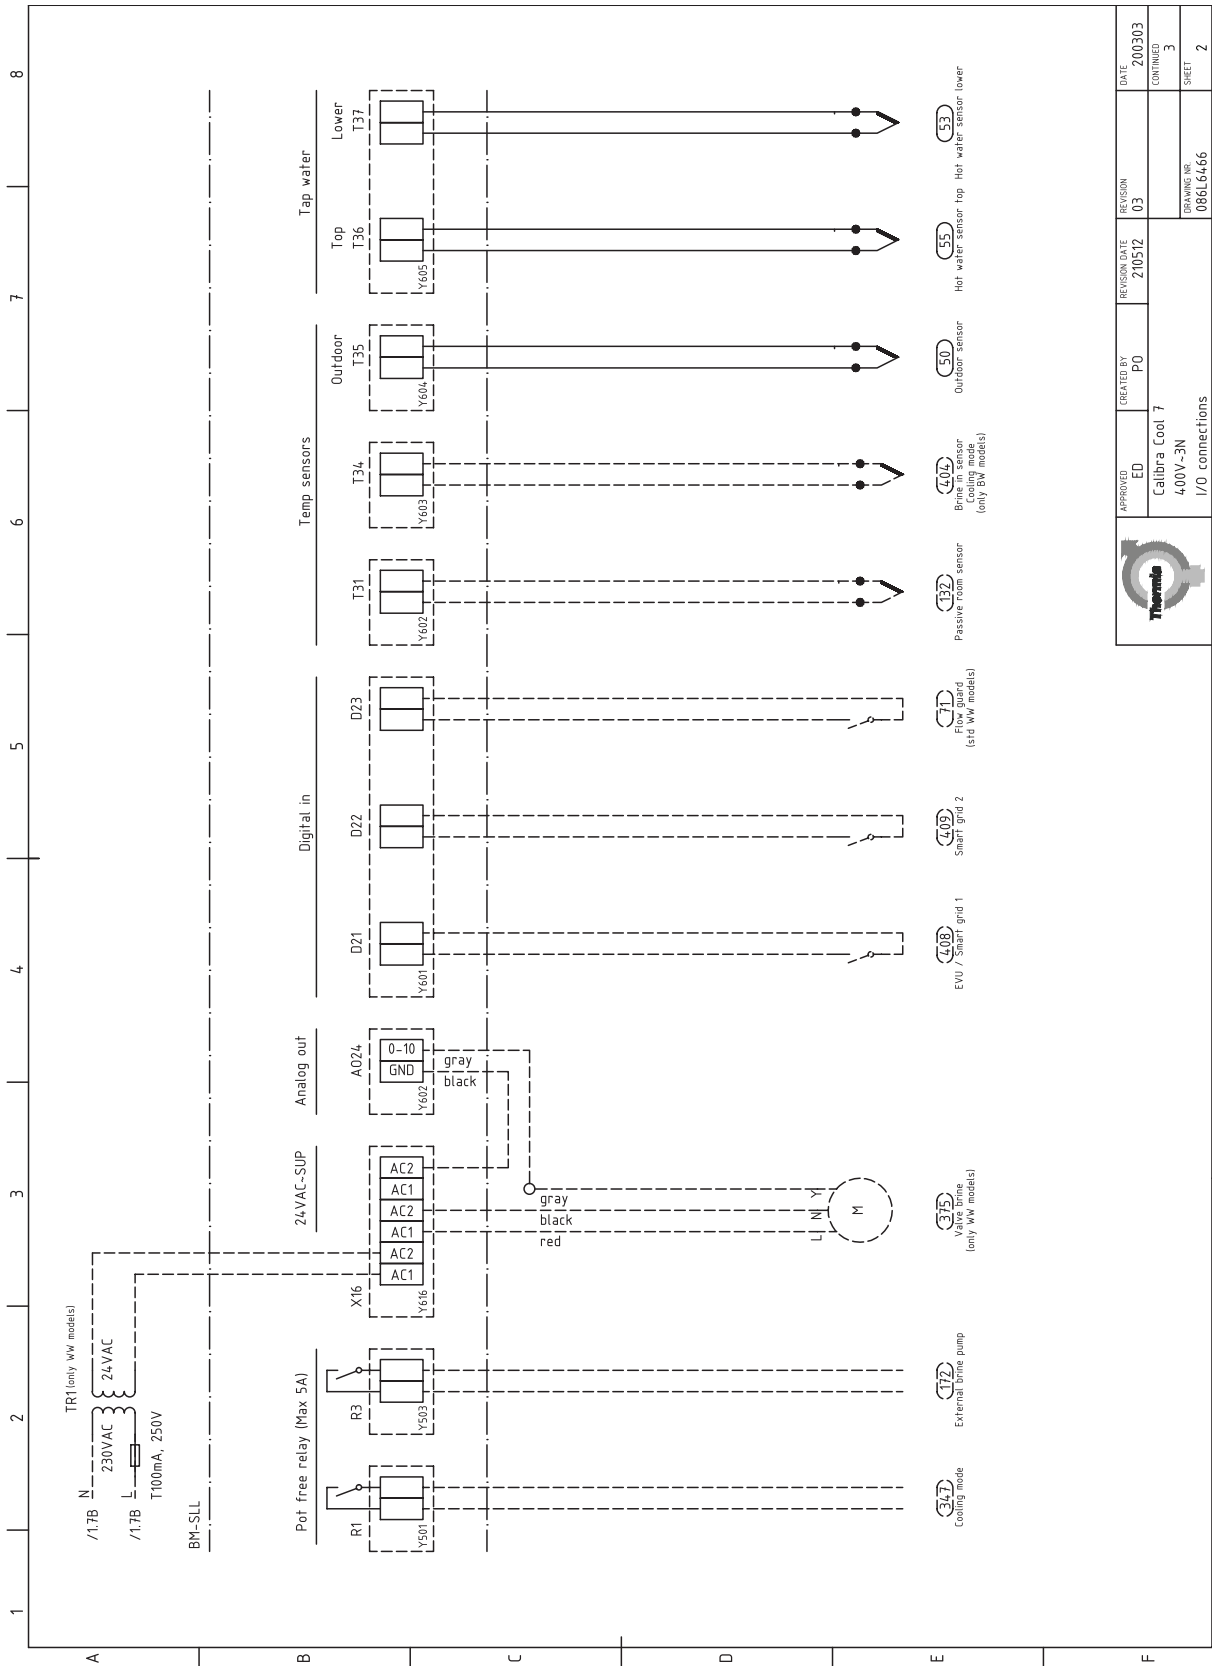 1 2 3 4 5 6 7 8
A
B
C
D
E
F
/1.7B N
/1.7B L
230VAC
24VAC
TR1 (only WW models)
T100mA, 250V
BM-SLL
Pot free relay (Max 5A)
24VAC~SUP
Analog out
Digital in
Temp sensors
Tap water
Outdoor
Top
Lower
R1
R3
X16
AO24
D21
D22
D23
T31
T34
T35
T36
T37
AC1
AC2
AC1
AC2
AC1
AC2
GND
0-10
Y501
Y503
Y616
Y602
Y601
Y602
Y603
Y604
Y605
gray
black
gray
black
red
L N Y
M
347
Cooling mode
172
External brine pump
375
Valve brine
(only WW models)
408
EVU / Smart grid 1
409
Smart grid 2
71
Flow guard
(std WW models)
132
Passive room sensor
404
Brine in sensor
Cooling mode
(only BW models)
50
Outdoor sensor
55
Hot water sensor top
53
Hot water sensor lower
Thermia
APPROVED
ED
CREATED BY
PO
REVISION DATE
210512
REVISION
03
DATE
200303
Calibra Cool 7
400V~3N
I/O connections
CONTINUED
3
DRAWING NR.
086L6466
SHEET
2